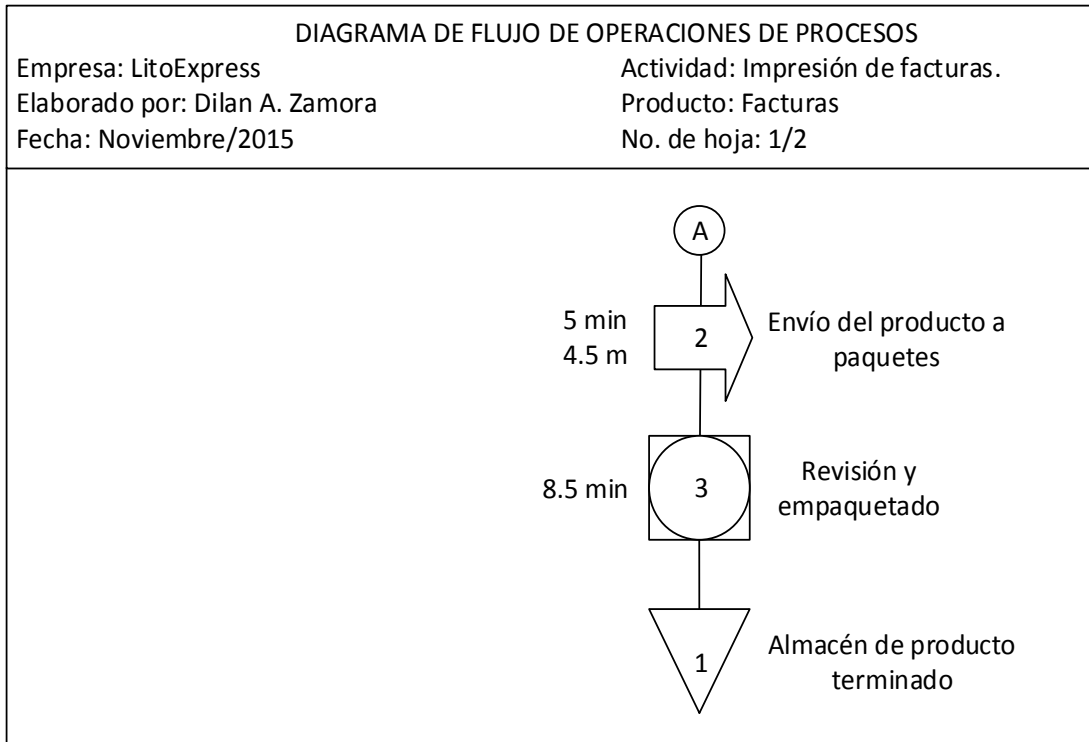 DIAGRAMA DE FLUJO DE OPERACIONES DE PROCESOS
Empresa: LitoExpress
Actividad: Impresión de facturas.
Elaborado por: Dilan A. Zamora
Producto: Facturas
Fecha: Noviembre/2015
No. de hoja: 1/2
A
5 min
4.5 m
2
Envío del producto a
paquetes
8.5 min
3
Revisión y
empaquetado
1
Almacén de producto
terminado